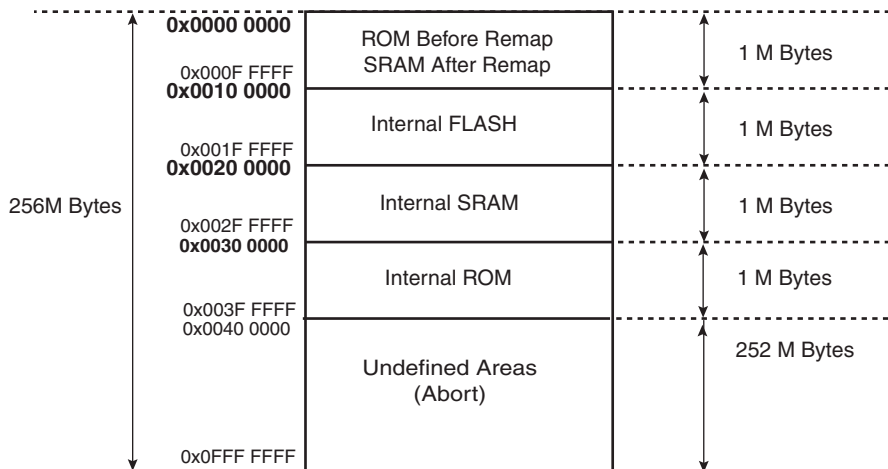 0x0000 0000
ROM Before Remap
SRAM After Remap
1 M Bytes
0x000F FFFF
0x0010 0000
Internal FLASH
1 M Bytes
0x001F FFFF
0x0020 0000
256M Bytes
Internal SRAM
1 M Bytes
0x002F FFFF
0x0030 0000
Internal ROM
1 M Bytes
0x003F FFFF
0x0040 0000
252 M Bytes
Undefined Areas
(Abort)
0x0FFF FFFF